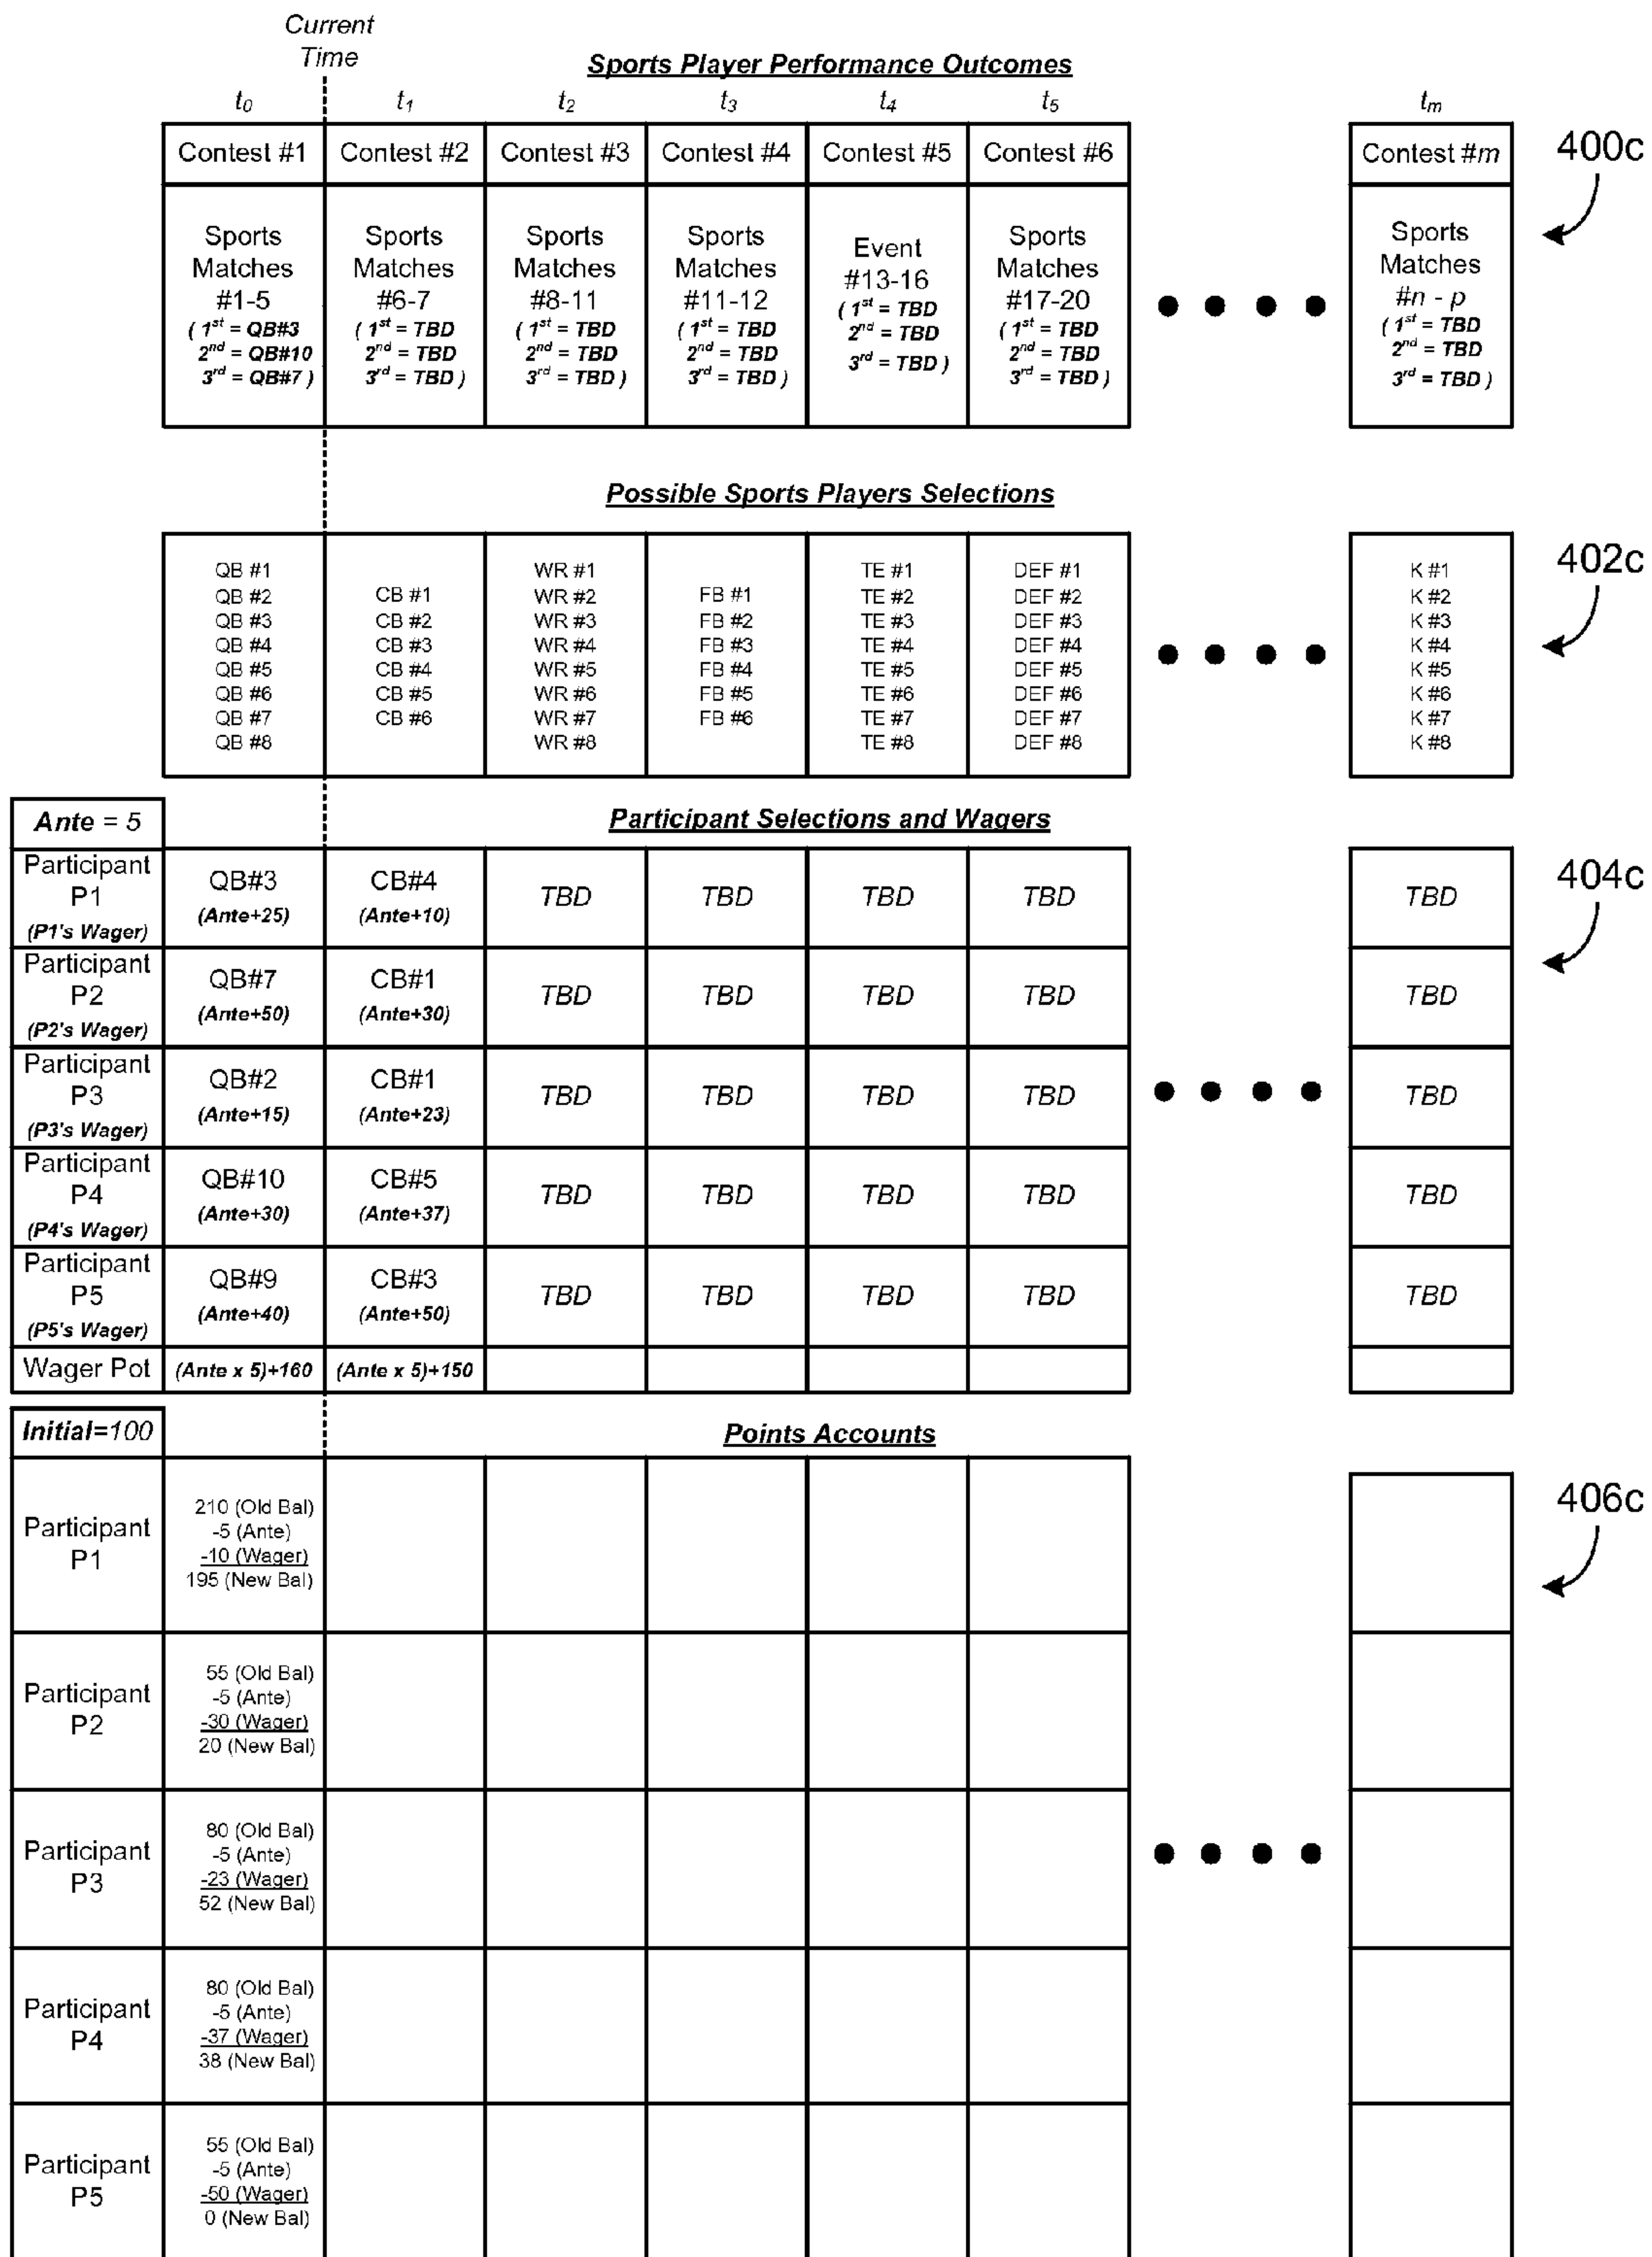 Current
Time
Sports Player Performance Outcomes
t0 t1 t2 t3 t4 t5 tm
Contest #1 Contest #2 Contest #3 Contest #4 Contest #5 Contest #6 Contest #m
400c
Sports
Matches
#1-5
( 1st = QB#3
2nd = QB#10
3rd = QB#7 )
Sports
Matches
#6-7
( 1st = TBD
2nd = TBD
3rd = TBD )
Sports
Matches
#8-11
( 1st = TBD
2nd = TBD
3rd = TBD )
Sports
Matches
#11-12
( 1st = TBD
2nd = TBD
3rd = TBD )
Event
#13-16
( 1st = TBD
2nd = TBD
3rd = TBD )
Sports
Matches
#17-20
( 1st = TBD
2nd = TBD
3rd = TBD )
Sports
Matches
#n - p
( 1st = TBD
2nd = TBD
3rd = TBD )
Possible Sports Players Selections
402c
QB #1
QB #2
QB #3
QB #4
QB #5
QB #6
QB #7
QB #8
CB #1
CB #2
CB #3
CB #4
CB #5
CB #6
WR #1
WR #2
WR #3
WR #4
WR #5
WR #6
WR #7
WR #8
FB #1
FB #2
FB #3
FB #4
FB #5
FB #6
TE #1
TE #2
TE #3
TE #4
TE #5
TE #6
TE #7
TE #8
DEF #1
DEF #2
DEF #3
DEF #4
DEF #5
DEF #6
DEF #7
DEF #8
K #1
K #2
K #3
K #4
K #5
K #6
K #7
K #8
Ante = 5
Participant Selections and Wagers
404c
Participant
P1
(P1's Wager)
QB#3
(Ante+25)
CB#4
(Ante+10)
TBD TBD TBD TBD TBD
Participant
P2
(P2's Wager)
QB#7
(Ante+50)
CB#1
(Ante+30)
TBD TBD TBD TBD TBD
Participant
P3
(P3's Wager)
QB#2
(Ante+15)
CB#1
(Ante+23)
TBD TBD TBD TBD TBD
Participant
P4
(P4's Wager)
QB#10
(Ante+30)
CB#5
(Ante+37)
TBD TBD TBD TBD TBD
Participant
P5
(P5's Wager)
QB#9
(Ante+40)
CB#3
(Ante+50)
TBD TBD TBD TBD TBD
Wager Pot (Ante x 5)+160 (Ante x 5)+150
Initial=100
Points Accounts
406c
Participant
P1
210 (Old Bal)
-5 (Ante)
-10 (Wager)
195 (New Bal)
Participant
P2
55 (Old Bal)
-5 (Ante)
-30 (Wager)
20 (New Bal)
Participant
P3
80 (Old Bal)
-5 (Ante)
-23 (Wager)
52 (New Bal)
Participant
P4
80 (Old Bal)
-5 (Ante)
-37 (Wager)
38 (New Bal)
Participant
P5
55 (Old Bal)
-5 (Ante)
-50 (Wager)
0 (New Bal)